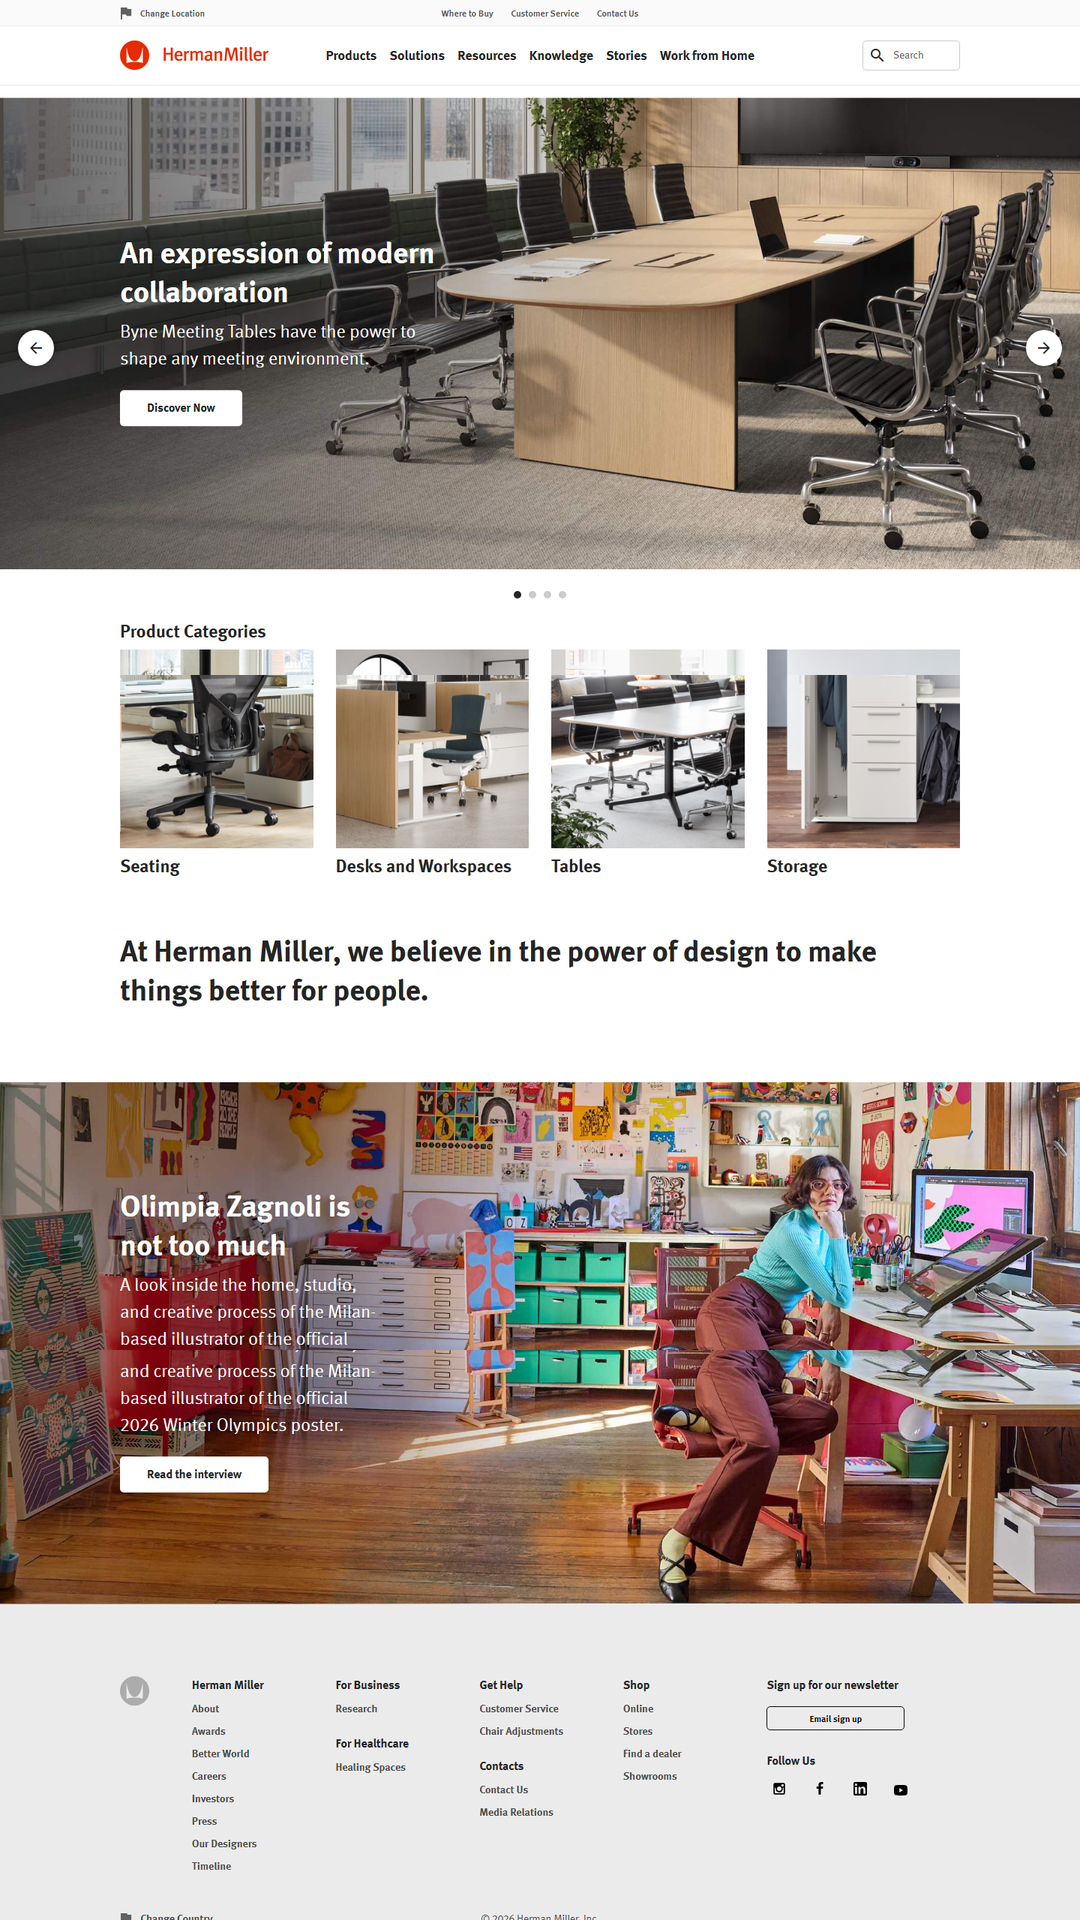 Change Location
Where to Buy
Customer Service
Contact Us
HermanMiller
Products
Solutions
Resources
Knowledge
Stories
Work from Home
Search
An expression of modern
collaboration
Byne Meeting Tables have the power to
shape any meeting environment.
Discover Now
Product Categories
Seating
Desks and Workspaces
Tables
Storage
At Herman Miller, we believe in the power of design to make
things better for people.
Olimpia Zagnoli is
not too much
A look inside the home, studio,
and creative process of the Milan-
based illustrator of the official
and creative process of the Milan-
based illustrator of the official
2026 Winter Olympics poster.
Read the interview
Herman Miller
About
Awards
Better World
Careers
Investors
Press
Our Designers
Timeline
For Business
Research
For Healthcare
Healing Spaces
Get Help
Customer Service
Chair Adjustments
Contacts
Contact Us
Media Relations
Shop
Online
Stores
Find a dealer
Showrooms
Sign up for our newsletter
Email sign up
Follow Us
Change Country
© 2026 Herman Miller, Inc.